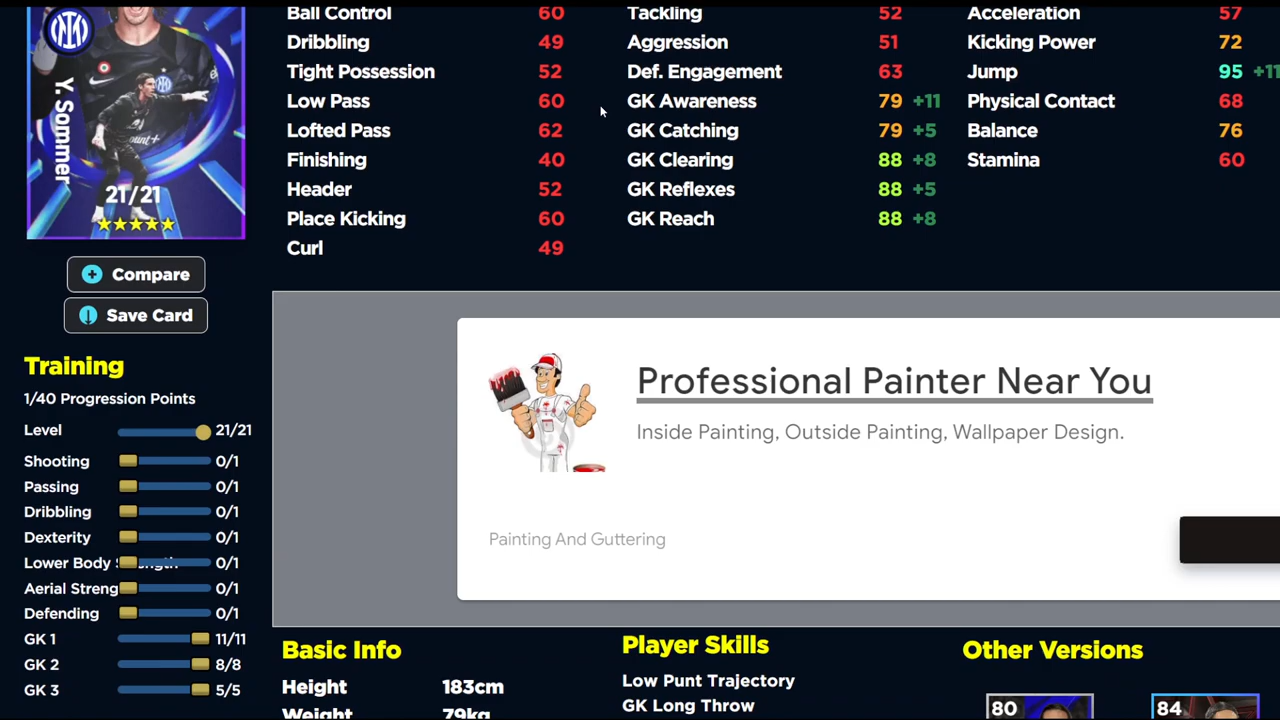 Y. Sommer
21/21
★★★★★
Compare
Save Card
Training
1/40 Progression Points
Level 21/21
Shooting 0/1
Passing 0/1
Dribbling 0/1
Dexterity 0/1
Lower Body Strength 0/1
Aerial Streng 0/1
Defending 0/1
GK 1 11/11
GK 2 8/8
GK 3 5/5
Ball Control 60
Dribbling 49
Tight Possession 52
Low Pass 60
Lofted Pass 62
Finishing 40
Header 52
Place Kicking 60
Curl 49
Tackling 52
Aggression 51
Def. Engagement 63
GK Awareness 79 +11
GK Catching 79 +5
GK Clearing 88 +8
GK Reflexes 88 +5
GK Reach 88 +8
Acceleration 57
Kicking Power 72
Jump 95 +11
Physical Contact 68
Balance 76
Stamina 60
Professional Painter Near You
Inside Painting, Outside Painting, Wallpaper Design.
Painting And Guttering
Basic Info
Height 183cm
Weight 79kg
Player Skills
Low Punt Trajectory
GK Long Throw
Other Versions
80
84